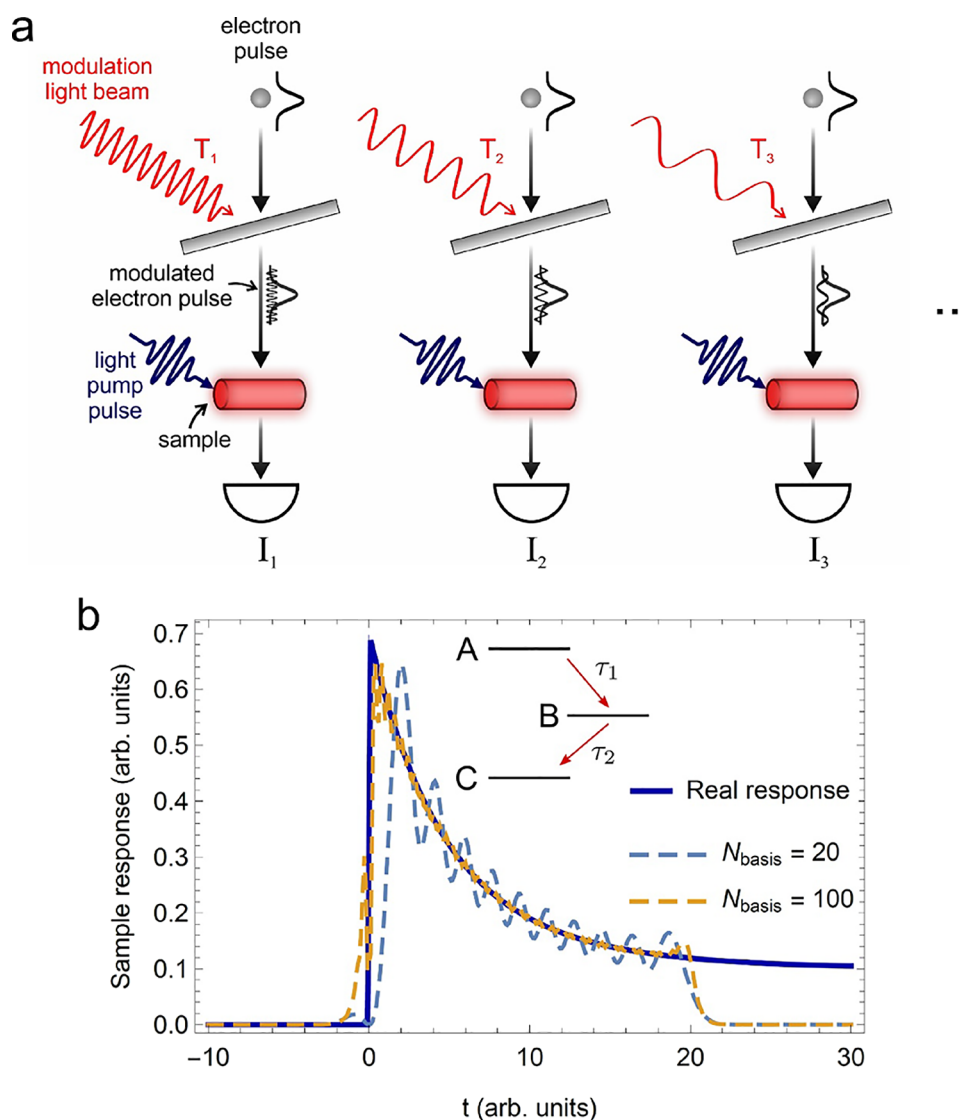 a
electron
pulse
modulation
light beam
T₁
T₂
T₃
modulated
electron pulse
light
pump
pulse
sample
..
I₁
I₂
I₃
b
Sample response (arb. units)
0.7
0.6
0.5
0.4
0.3
0.2
0.1
0.0
A
τ₁
B
τ₂
C
Real response
N_basis = 20
N_basis = 100
−10
0
10
20
30
t (arb. units)